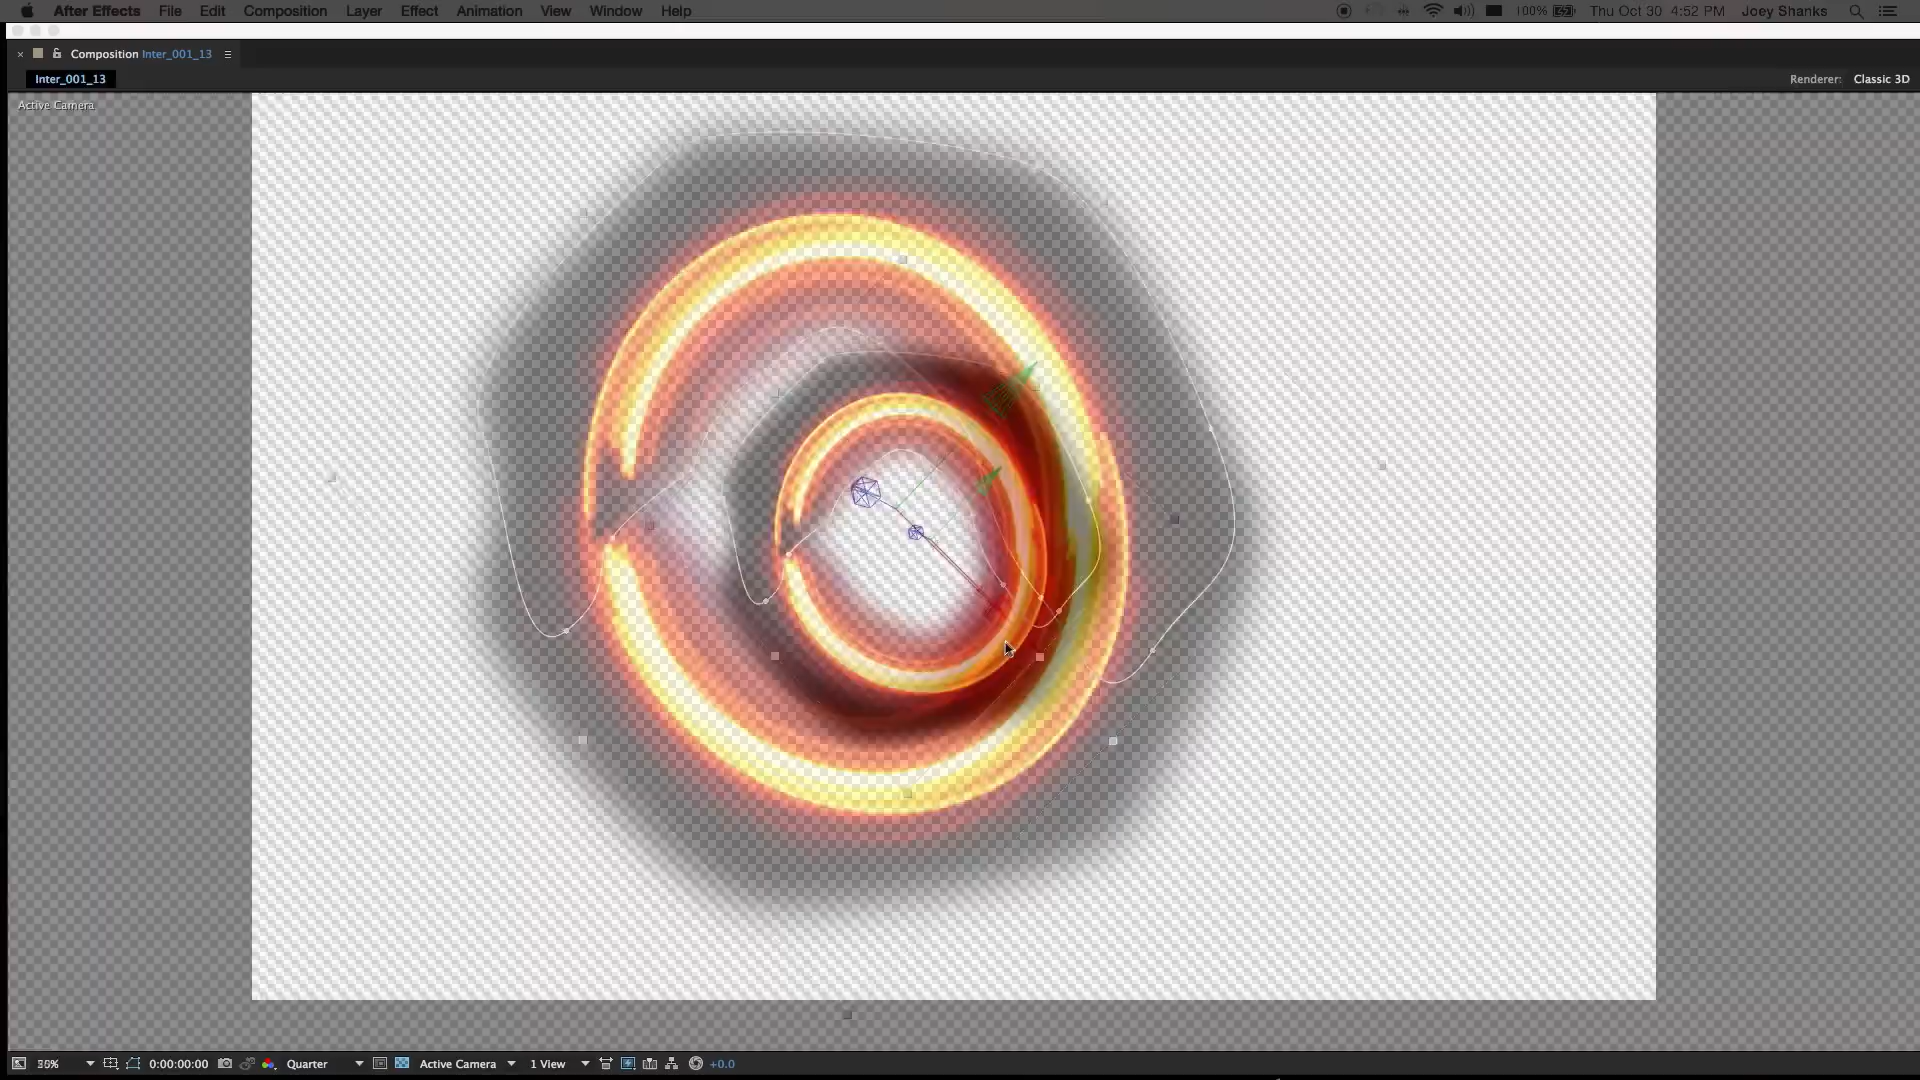 After Effects File Edit Composition Layer Effect Animation View Window Help 100% Thu Oct 30 4:52 PM Joey Shanks
× Composition Inter_001_13
Inter_001_13 Renderer: Classic 3D
Active Camera
0:00:00:00 Quarter Active Camera 1 View +0.0